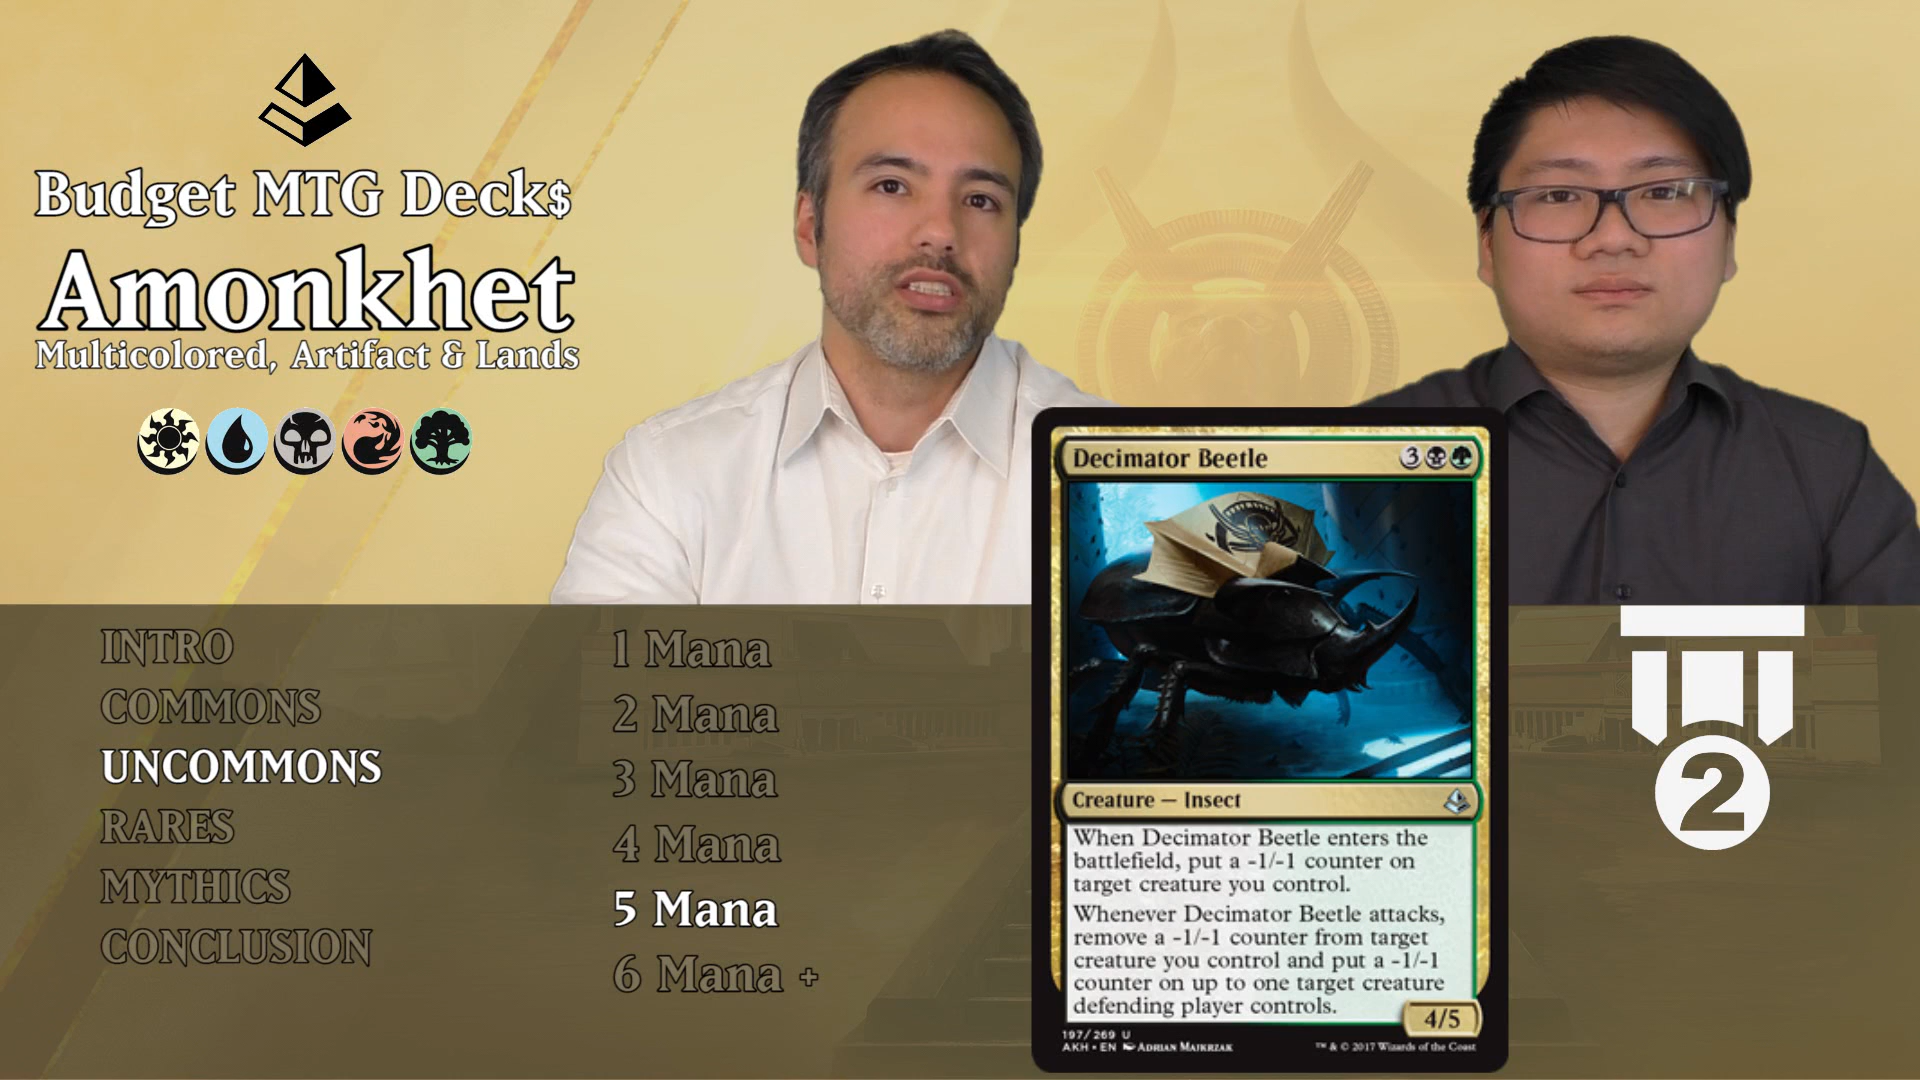 Budget MTG Deck$
Amonkhet
Multicolored, Artifact & Lands
INTRO
COMMONS
UNCOMMONS
RARES
MYTHICS
CONCLUSION
1 Mana
2 Mana
3 Mana
4 Mana
5 Mana
6 Mana +
Decimator Beetle 3
Creature — Insect
When Decimator Beetle enters the
battlefield, put a -1/-1 counter on
target creature you control.
Whenever Decimator Beetle attacks,
remove a -1/-1 counter from target
creature you control and put a -1/-1
counter on up to one target creature
defending player controls.
4/5
197/269 U
AKH • EN ADRIAN MAJKRZAK
™ & © 2017 Wizards of the Coast
2